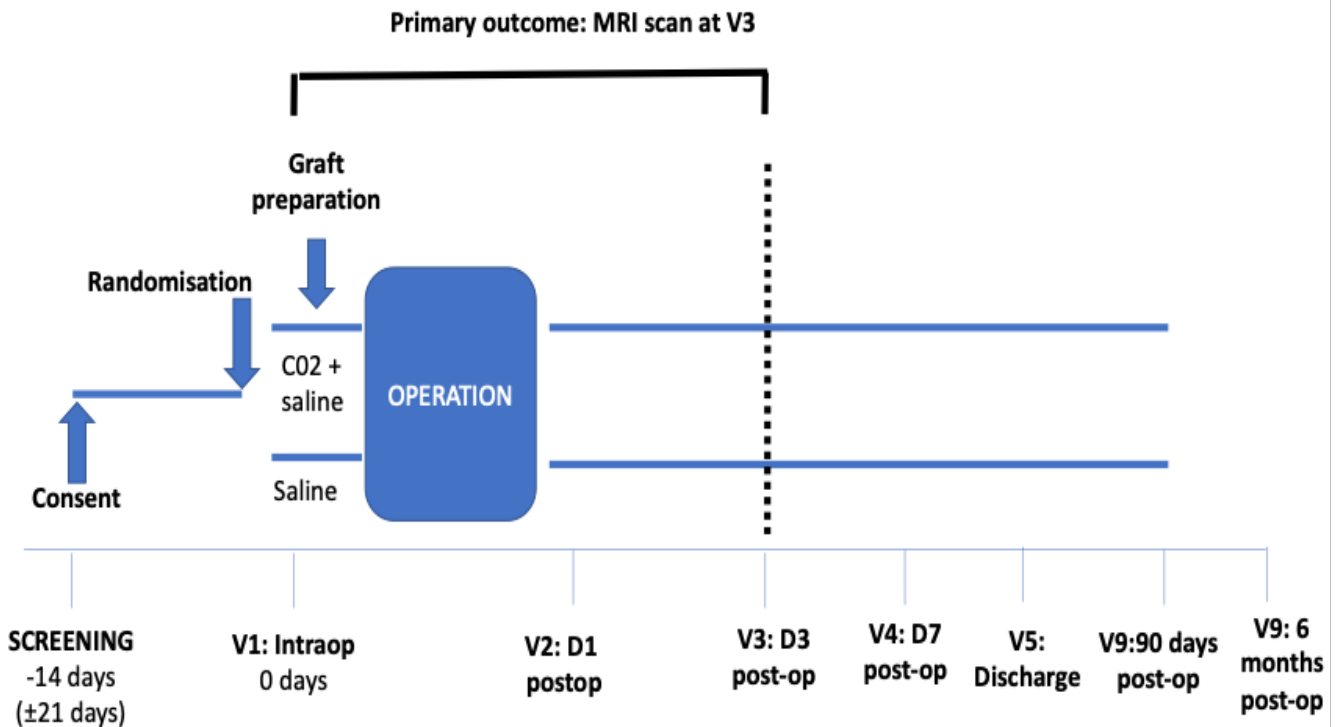 Primary outcome: MRI scan at V3
Graft
preparation
Randomisation
C02 +
saline
OPERATION
Saline
Consent
SCREENING
-14 days
(±21 days)
V1: Intraop
0 days
V2: D1
postop
V3: D3
post-op
V4: D7
post-op
V5:
Discharge
V9:90 days
post-op
V9: 6
months
post-op